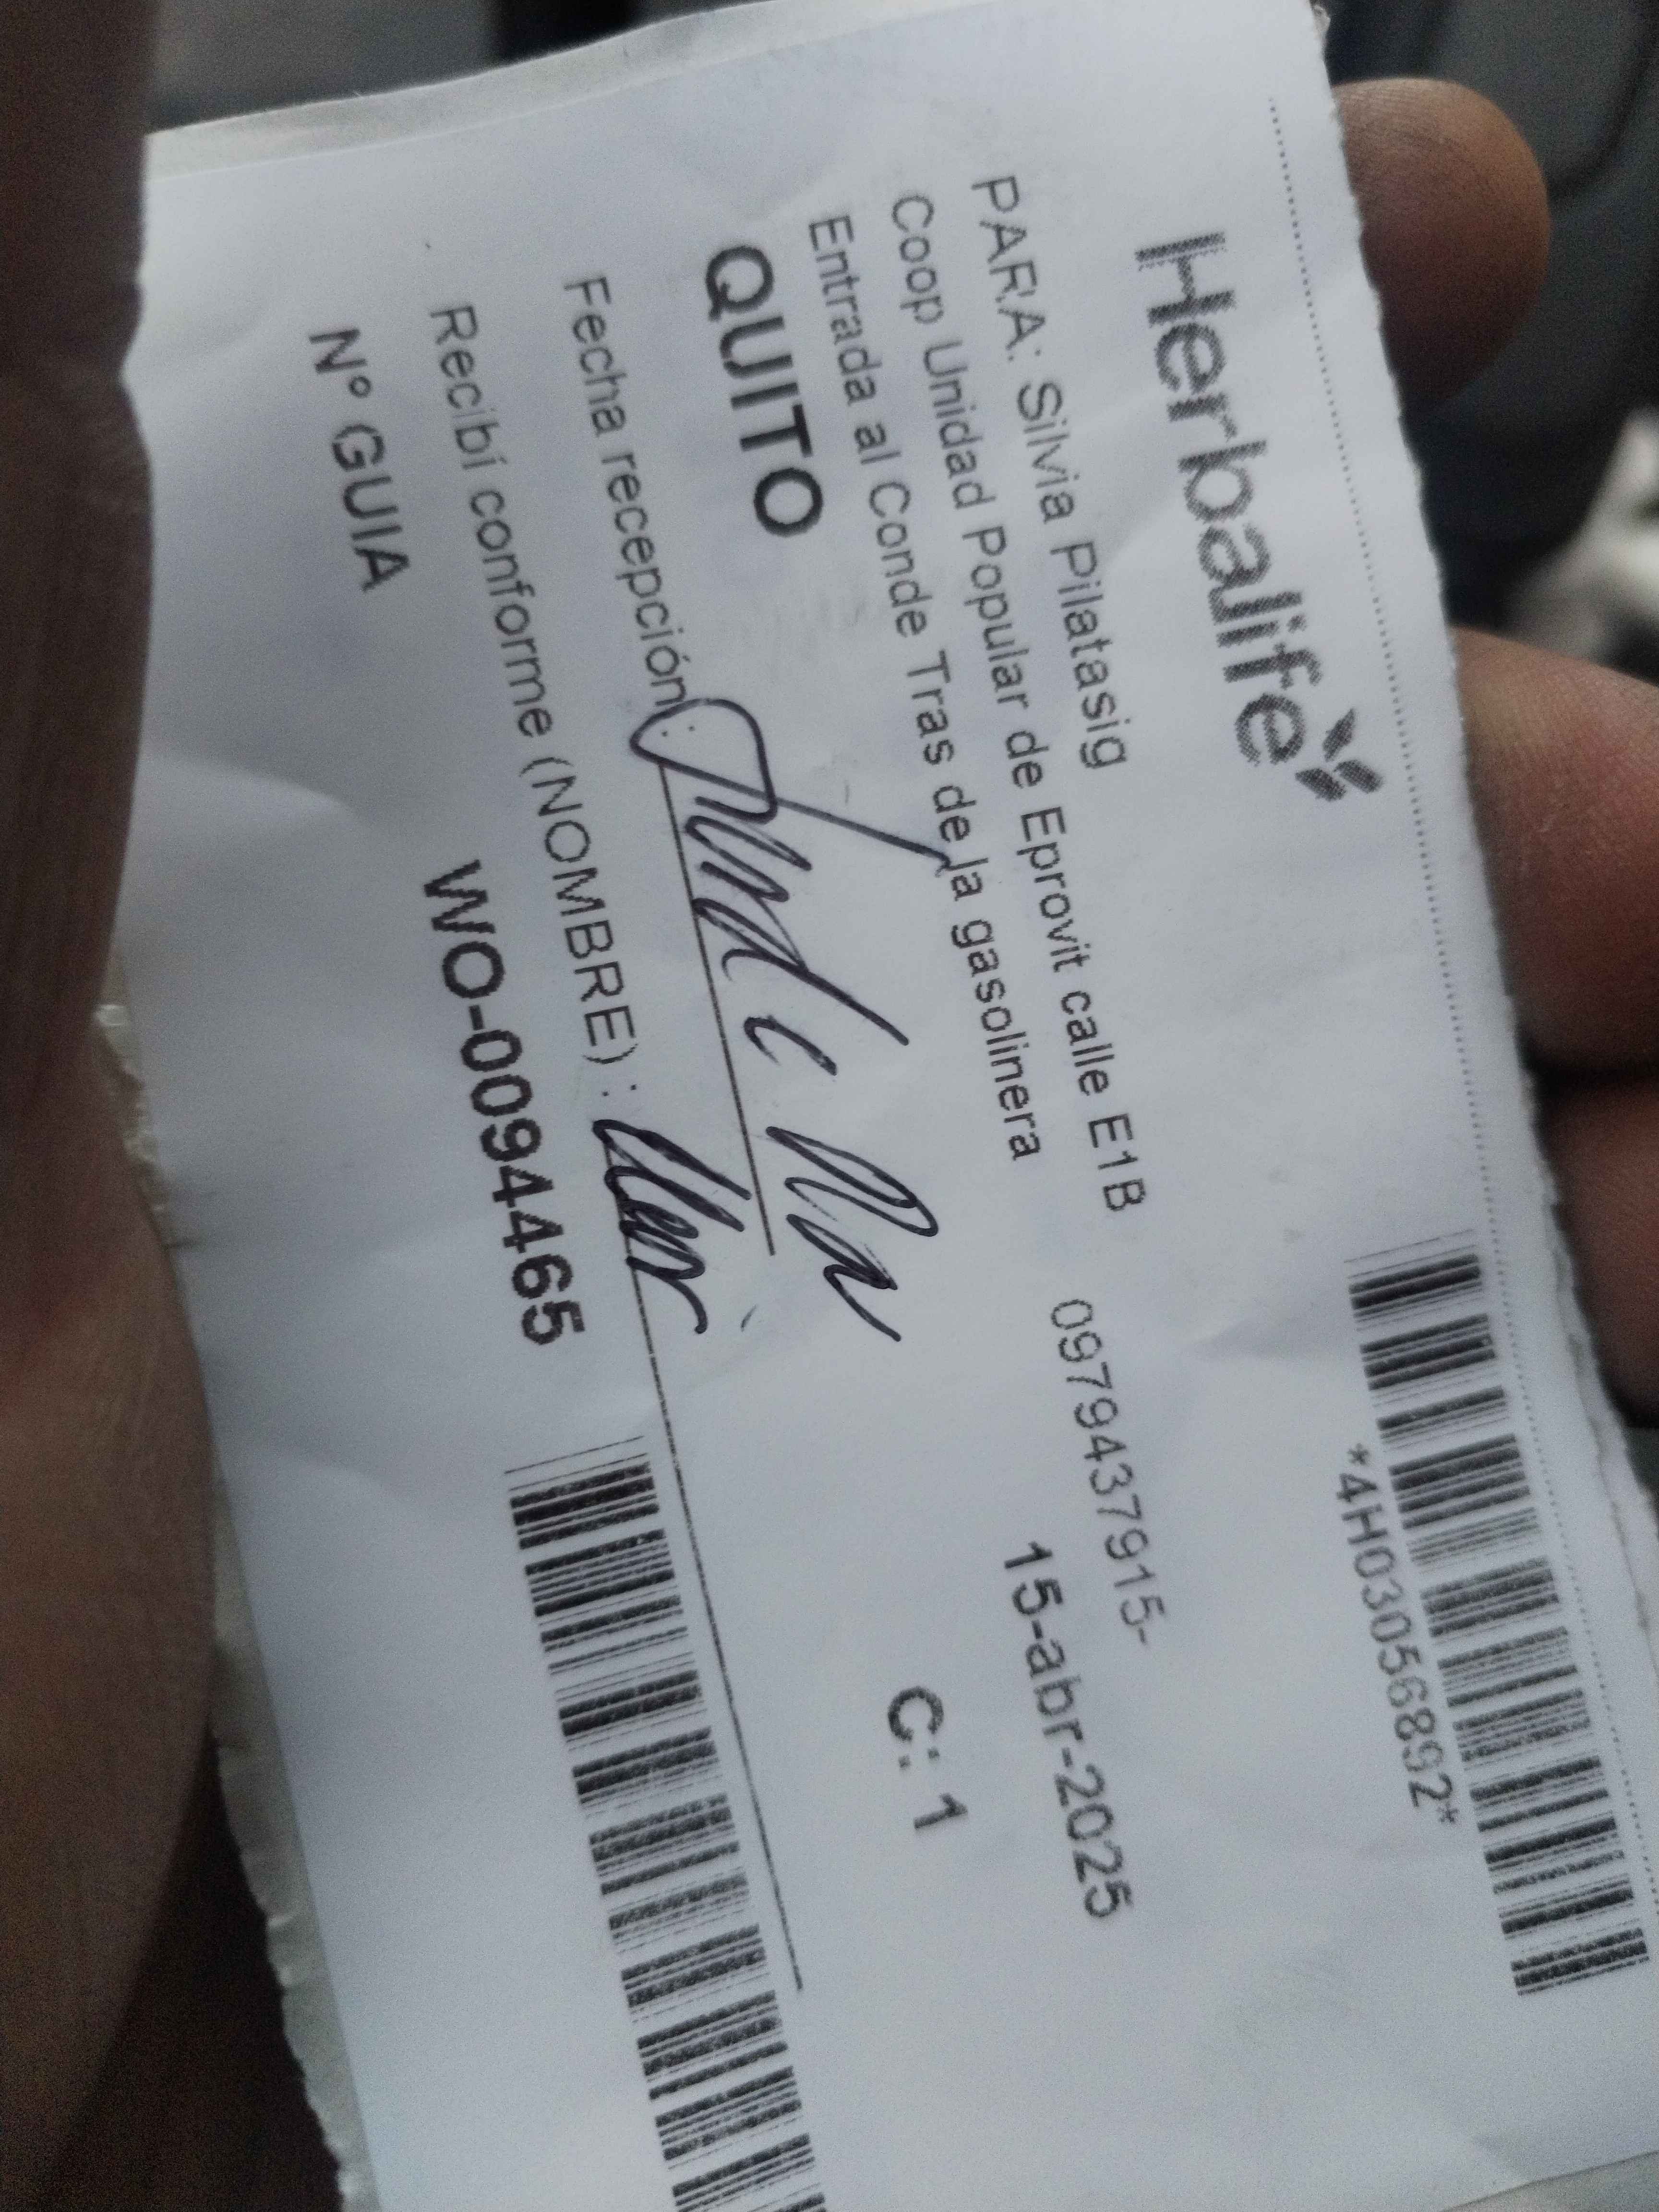 Herbalife
*4H03056892*
PARA: Silvia Pilatasig
0979437915-
Coop Unidad Popular de Eprovit calle E1B
15-abr-2025
Entrada al Conde Tras de la gasolinera
QUITO
C: 1
Fecha recepción:
Recibí conforme (NOMBRE) :
Nº GUIA
WO-0094465